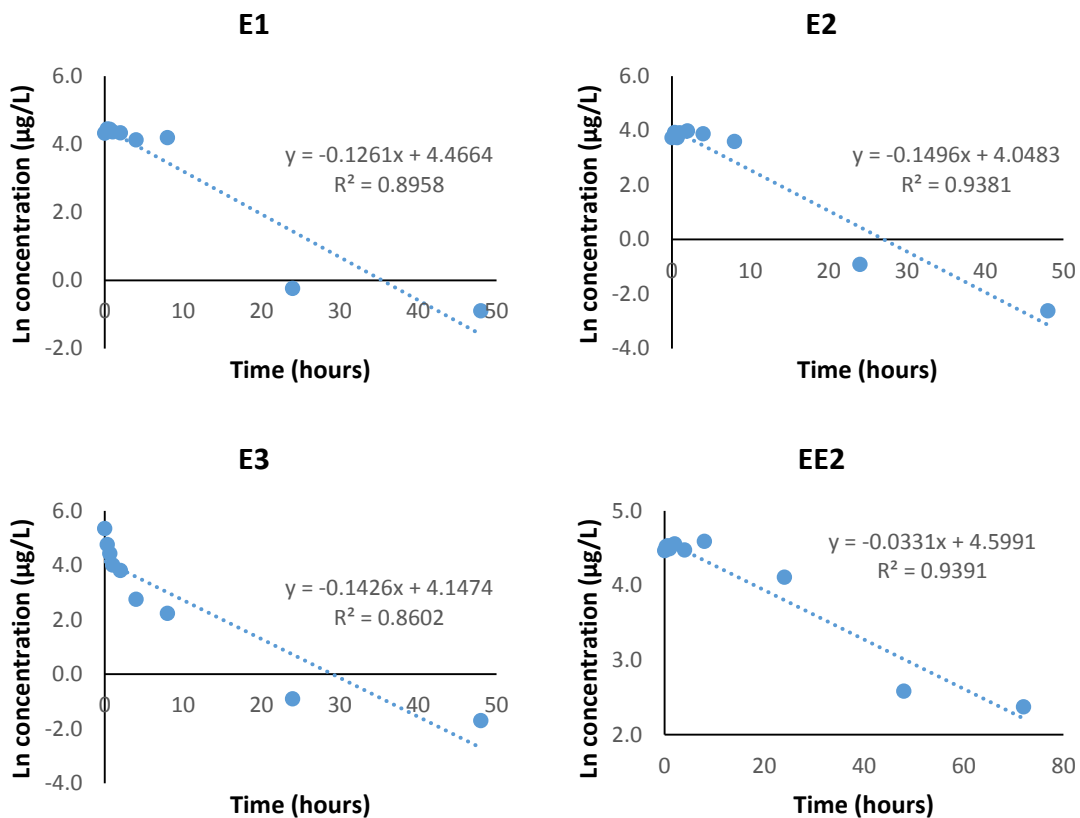 E1
6.0
4.0
2.0
0.0
-2.0
0
10
20
30
40
50
Ln concentration (µg/L)
Time (hours)
y = -0.1261x + 4.4664
R² = 0.8958
E2
6.0
4.0
2.0
0.0
-2.0
-4.0
0
10
20
30
40
50
Ln concentration (µg/L)
Time (hours)
y = -0.1496x + 4.0483
R² = 0.9381
E3
6.0
4.0
2.0
0.0
-2.0
-4.0
0
10
20
30
40
50
Ln concentration (µg/L)
Time (hours)
y = -0.1426x + 4.1474
R² = 0.8602
EE2
5.0
4.0
3.0
2.0
0
20
40
60
80
Ln concentration (µg/L)
Time (hours)
y = -0.0331x + 4.5991
R² = 0.9391